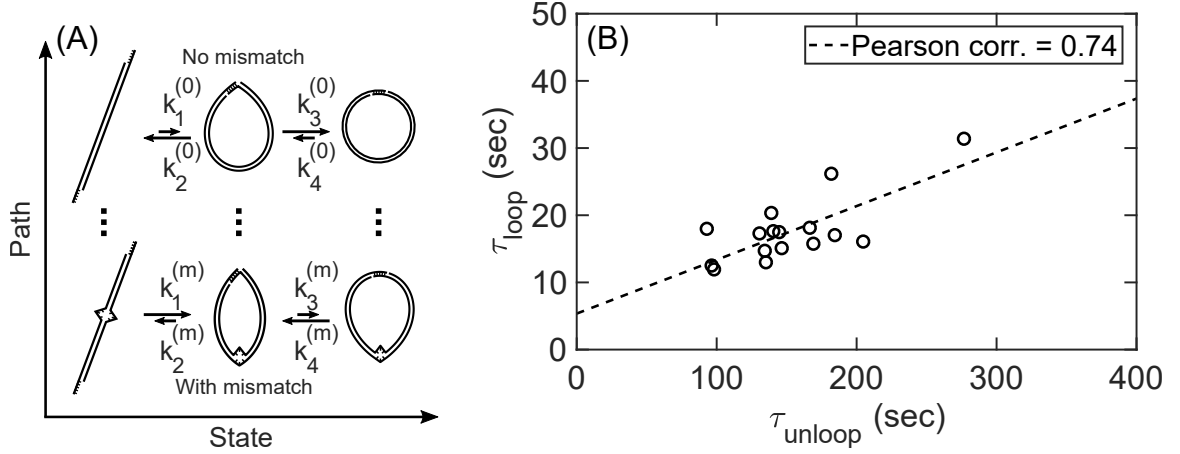 (A)
No mismatch
k1(0)
k2(0)
k3(0)
k4(0)
k1(m)
k2(m)
k3(m)
k4(m)
With mismatch
Path
State
(B)
Pearson corr. = 0.74
50
40
30
20
10
0
τloop (sec)
0 100 200 300 400
τunloop (sec)